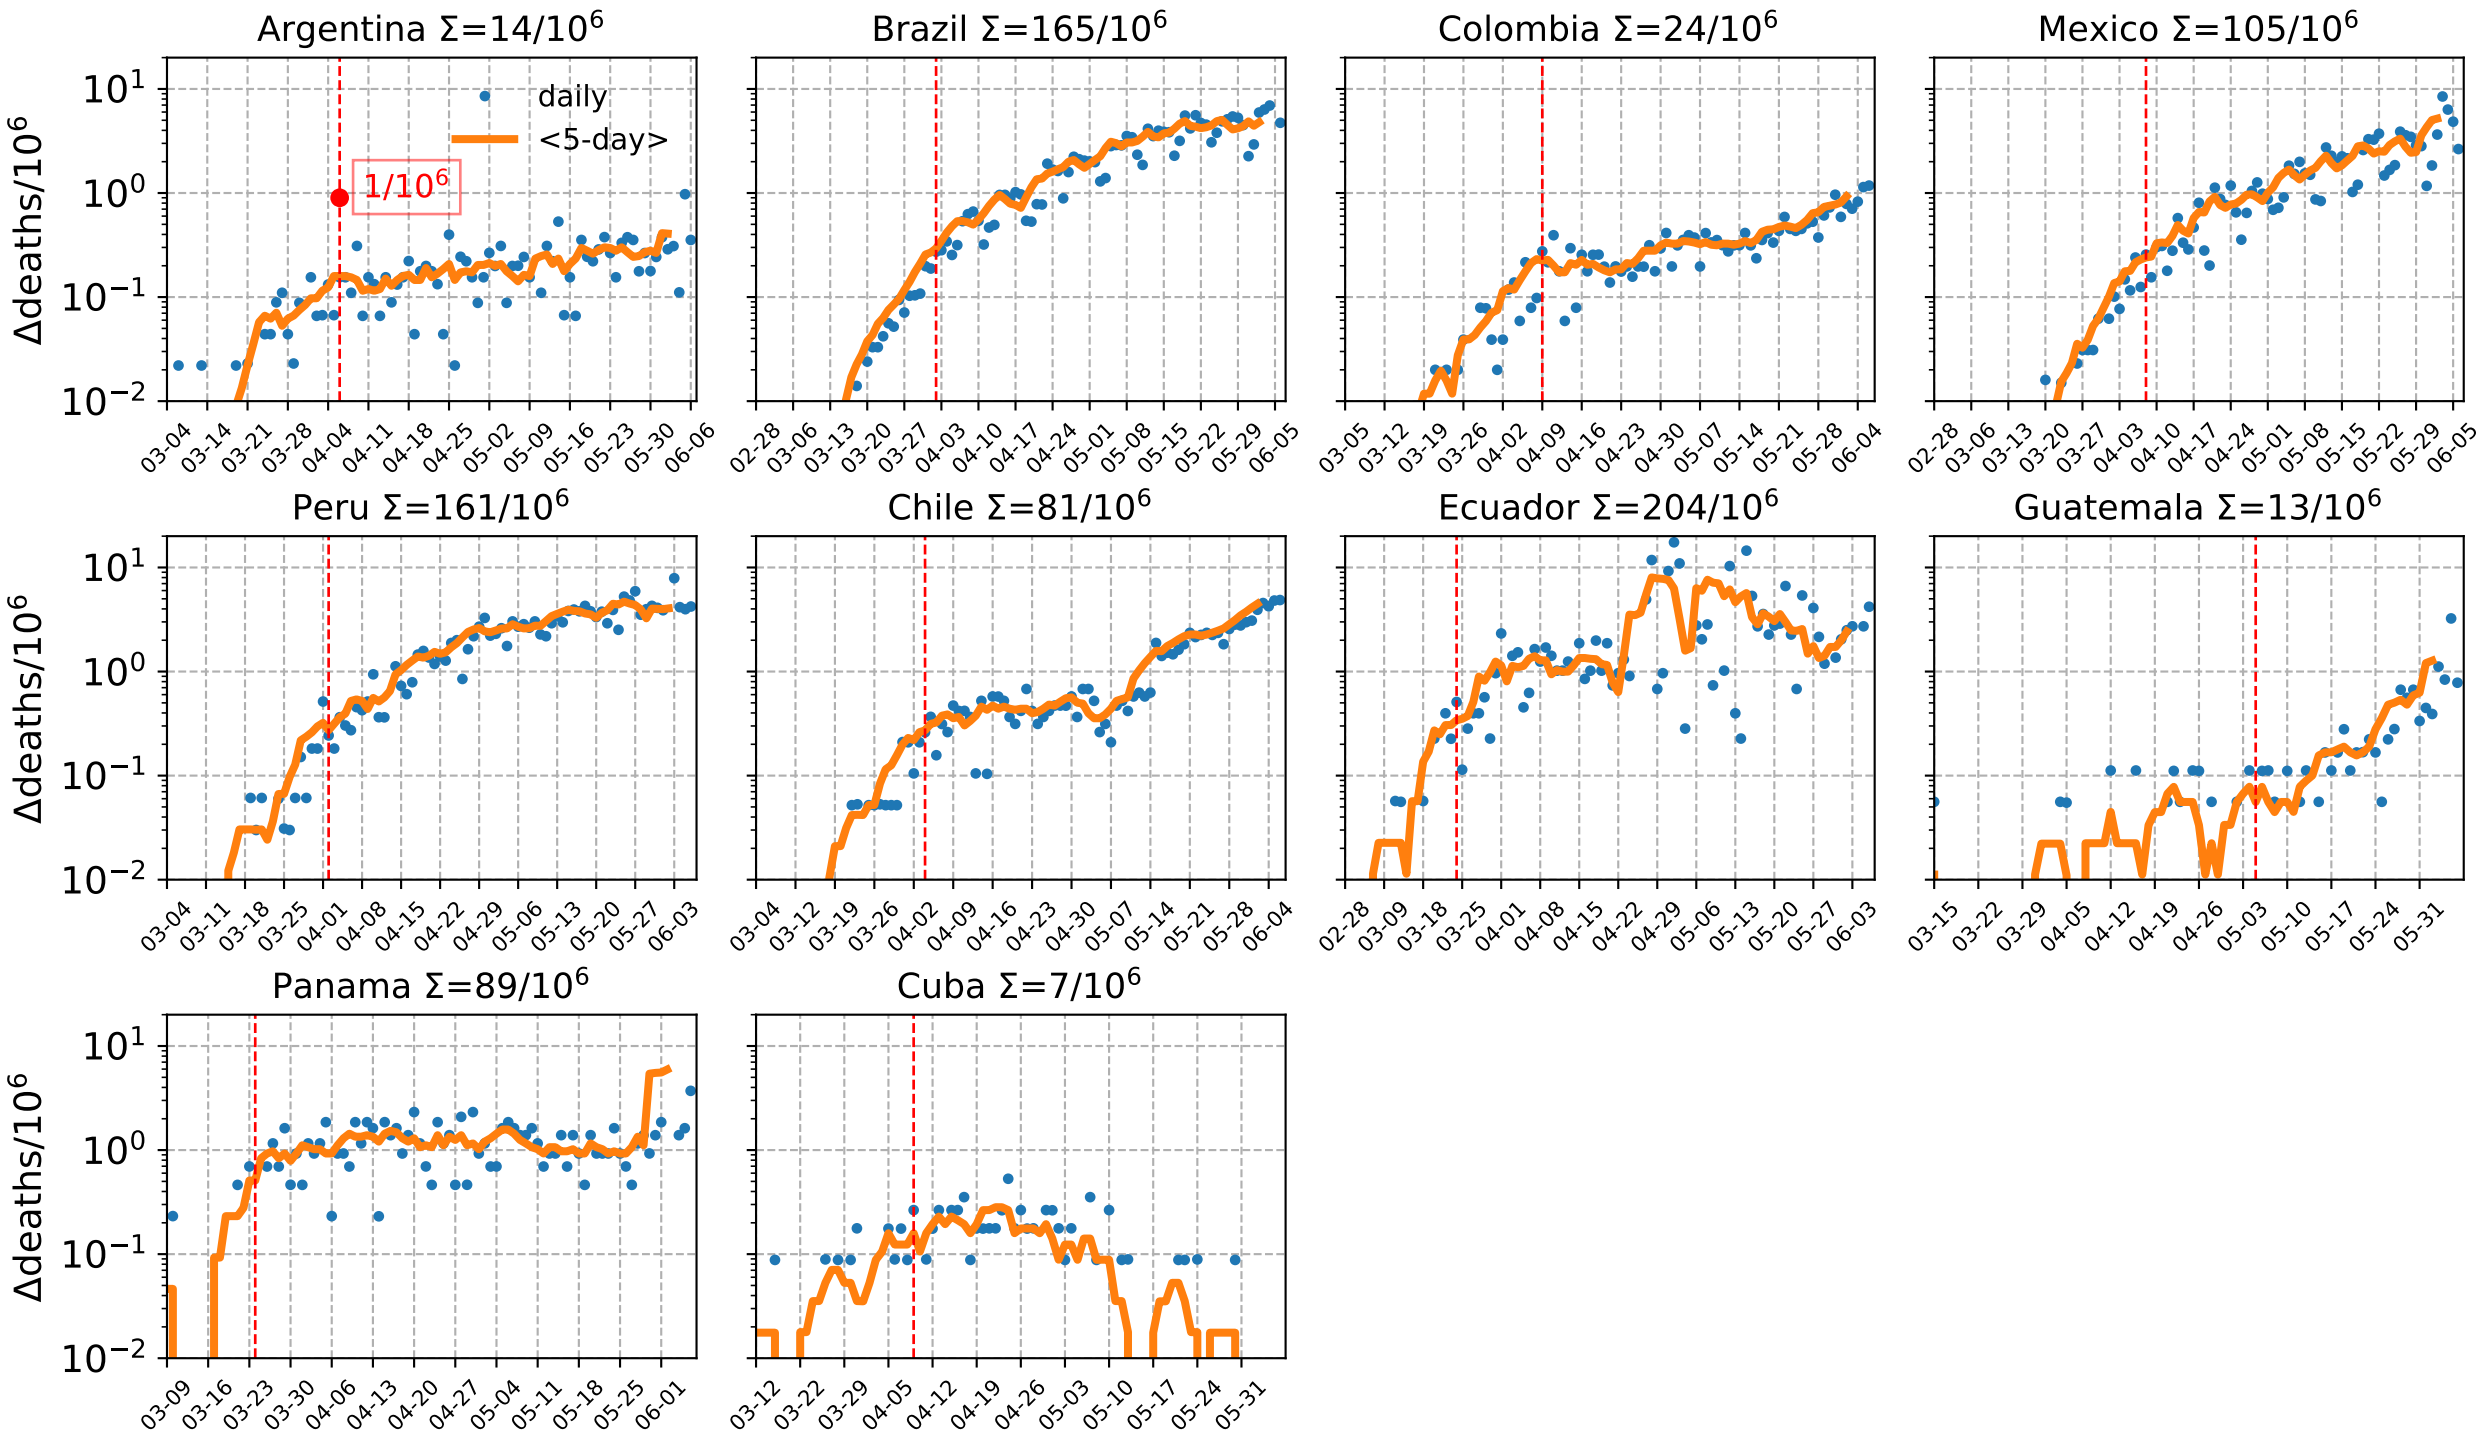 Argentina Σ=14/10⁶
Brazil Σ=165/10⁶
Colombia Σ=24/10⁶
Mexico Σ=105/10⁶
Δdeaths/10⁶
10¹
10⁰
10⁻¹
10⁻²
daily
<5-day>
1/10⁶
03-04 03-14 03-21 03-28 04-04 04-11 04-18 04-25 05-02 05-09 05-16 05-23 05-30 06-06
02-28 03-06 03-13 03-20 03-27 04-03 04-10 04-17 04-24 05-01 05-08 05-15 05-22 05-29 06-05
03-05 03-12 03-19 03-26 04-02 04-09 04-16 04-23 04-30 05-07 05-14 05-21 05-28 06-04
02-28 03-06 03-13 03-20 03-27 04-03 04-10 04-17 04-24 05-01 05-08 05-15 05-22 05-29 06-05
Peru Σ=161/10⁶
Chile Σ=81/10⁶
Ecuador Σ=204/10⁶
Guatemala Σ=13/10⁶
Δdeaths/10⁶
10¹
10⁰
10⁻¹
10⁻²
03-04 03-11 03-18 03-25 04-01 04-08 04-15 04-22 04-29 05-06 05-13 05-20 05-27 06-03
03-04 03-12 03-19 03-26 04-02 04-09 04-16 04-23 04-30 05-07 05-14 05-21 05-28 06-04
02-28 03-09 03-18 03-25 04-01 04-08 04-15 04-22 04-29 05-06 05-13 05-20 05-27 06-03
03-15 03-22 03-29 04-05 04-12 04-19 04-26 05-03 05-10 05-17 05-24 05-31
Panama Σ=89/10⁶
Cuba Σ=7/10⁶
Δdeaths/10⁶
10¹
10⁰
10⁻¹
10⁻²
03-09 03-16 03-23 03-30 04-06 04-13 04-20 04-27 05-04 05-11 05-18 05-25 06-01
03-12 03-22 03-29 04-05 04-12 04-19 04-26 05-03 05-10 05-17 05-24 05-31